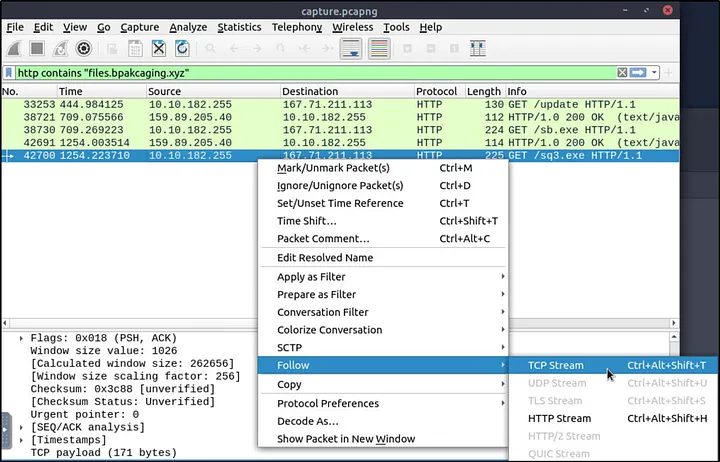 capture.pcapng
File Edit View Go Capture Analyze Statistics Telephony Wireless Tools Help
http contains "files.bpakcaging.xyz"
No. Time Source Destination Protocol Length Info
33253 444.984125 10.10.182.255 167.71.211.113 HTTP 130 GET /update HTTP/1.1
38721 709.075566 159.89.205.40 10.10.182.255 HTTP 112 HTTP/1.0 200 OK (text/java
38730 709.269223 10.10.182.255 167.71.211.113 HTTP 224 GET /sb.exe HTTP/1.1
42691 1254.003514 159.89.205.40 10.10.182.255 HTTP 114 HTTP/1.0 200 OK (text/java
42700 1254.223710 10.10.182.255 167.71.211.113 HTTP 225 GET /sq3.exe HTTP/1.1
Mark/Unmark Packet(s) Ctrl+M
Ignore/Unignore Packet(s) Ctrl+D
Set/Unset Time Reference Ctrl+T
Time Shift… Ctrl+Shift+T
Packet Comment… Ctrl+Alt+C
Edit Resolved Name
Apply as Filter
Prepare as Filter
Conversation Filter
Colorize Conversation
SCTP
Follow
Copy
Protocol Preferences
Decode As…
Show Packet in New Window
TCP Stream Ctrl+Alt+Shift+T
UDP Stream Ctrl+Alt+Shift+U
TLS Stream Ctrl+Alt+Shift+S
HTTP Stream Ctrl+Alt+Shift+H
HTTP/2 Stream
QUIC Stream
Flags: 0x018 (PSH, ACK)
Window size value: 1026
[Calculated window size: 262656]
[Window size scaling factor: 256]
Checksum: 0x3c88 [unverified]
[Checksum Status: Unverified]
Urgent pointer: 0
[SEQ/ACK analysis]
[Timestamps]
TCP payload (171 bytes)